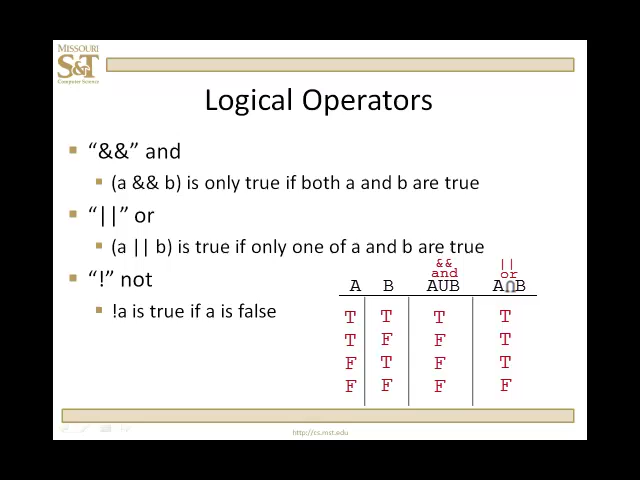 MISSOURI
S&T
Computer Science
Logical Operators
“&&” and
(a && b) is only true if both a and b are true
“||” or
(a || b) is true if only one of a and b are true
“!” not
!a is true if a is false
&& ||
and or
A B AUB A∩B
T T T T
T F F T
F T F T
F F F F
http://cs.mst.edu